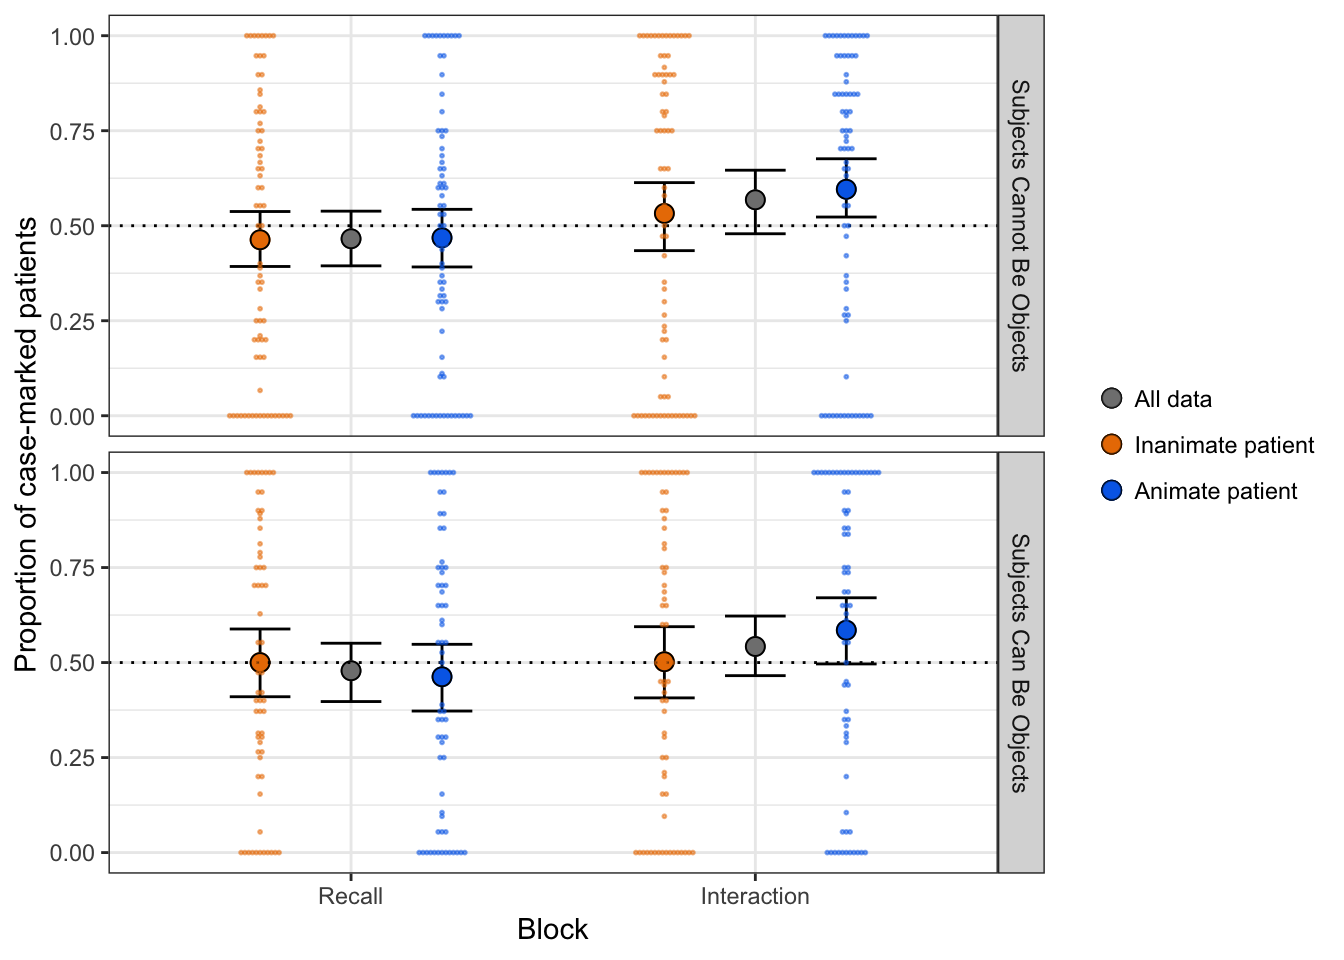 Proportion of case-marked patients
1.00
0.75
0.50
0.25
0.00
Subjects Cannot Be Objects
1.00
0.75
0.50
0.25
0.00
Subjects Can Be Objects
Recall
Interaction
Block
All data
Inanimate patient
Animate patient